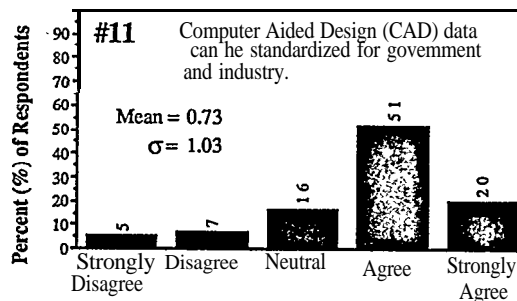 #11
Computer Aided Design (CAD) data
can he standardized for govemment
and industry.
Mean = 0.73
σ = 1.03
Percent (%) of Respondents
90
80
70
60
50
40
30
20
10
0
5
7
16
51
20
Strongly Disagree
Disagree
Neutral
Agree
Strongly Agree